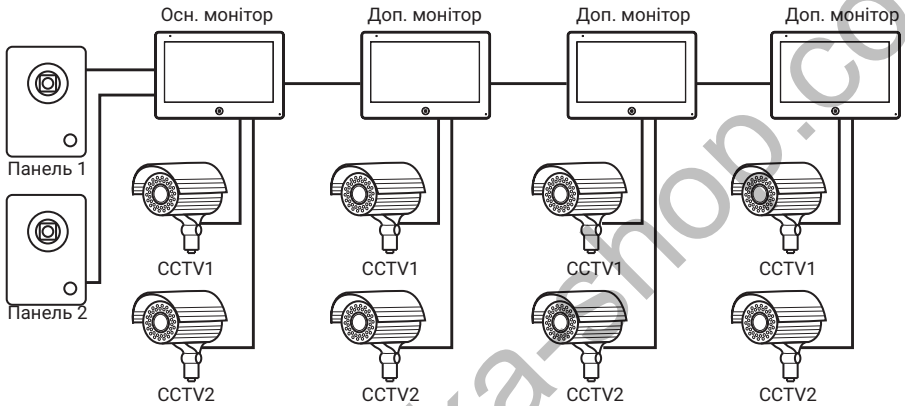 Осн. монітор Доп. монітор Доп. монітор Доп. монітор
Панель 1
CCTV1 CCTV1 CCTV1 CCTV1
Панель 2
CCTV2 CCTV2 CCTV2 CCTV2